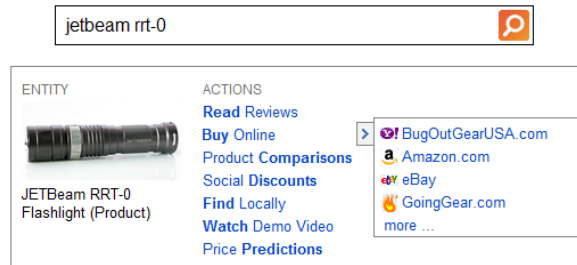 jetbeam rrt-0
ENTITY
JETBeam RRT-0
Flashlight (Product)
ACTIONS
Read Reviews
Buy Online
Product Comparisons
Social Discounts
Find Locally
Watch Demo Video
Price Predictions
Y! BugOutGearUSA.com
a Amazon.com
ebY eBay
GoingGear.com
more ...